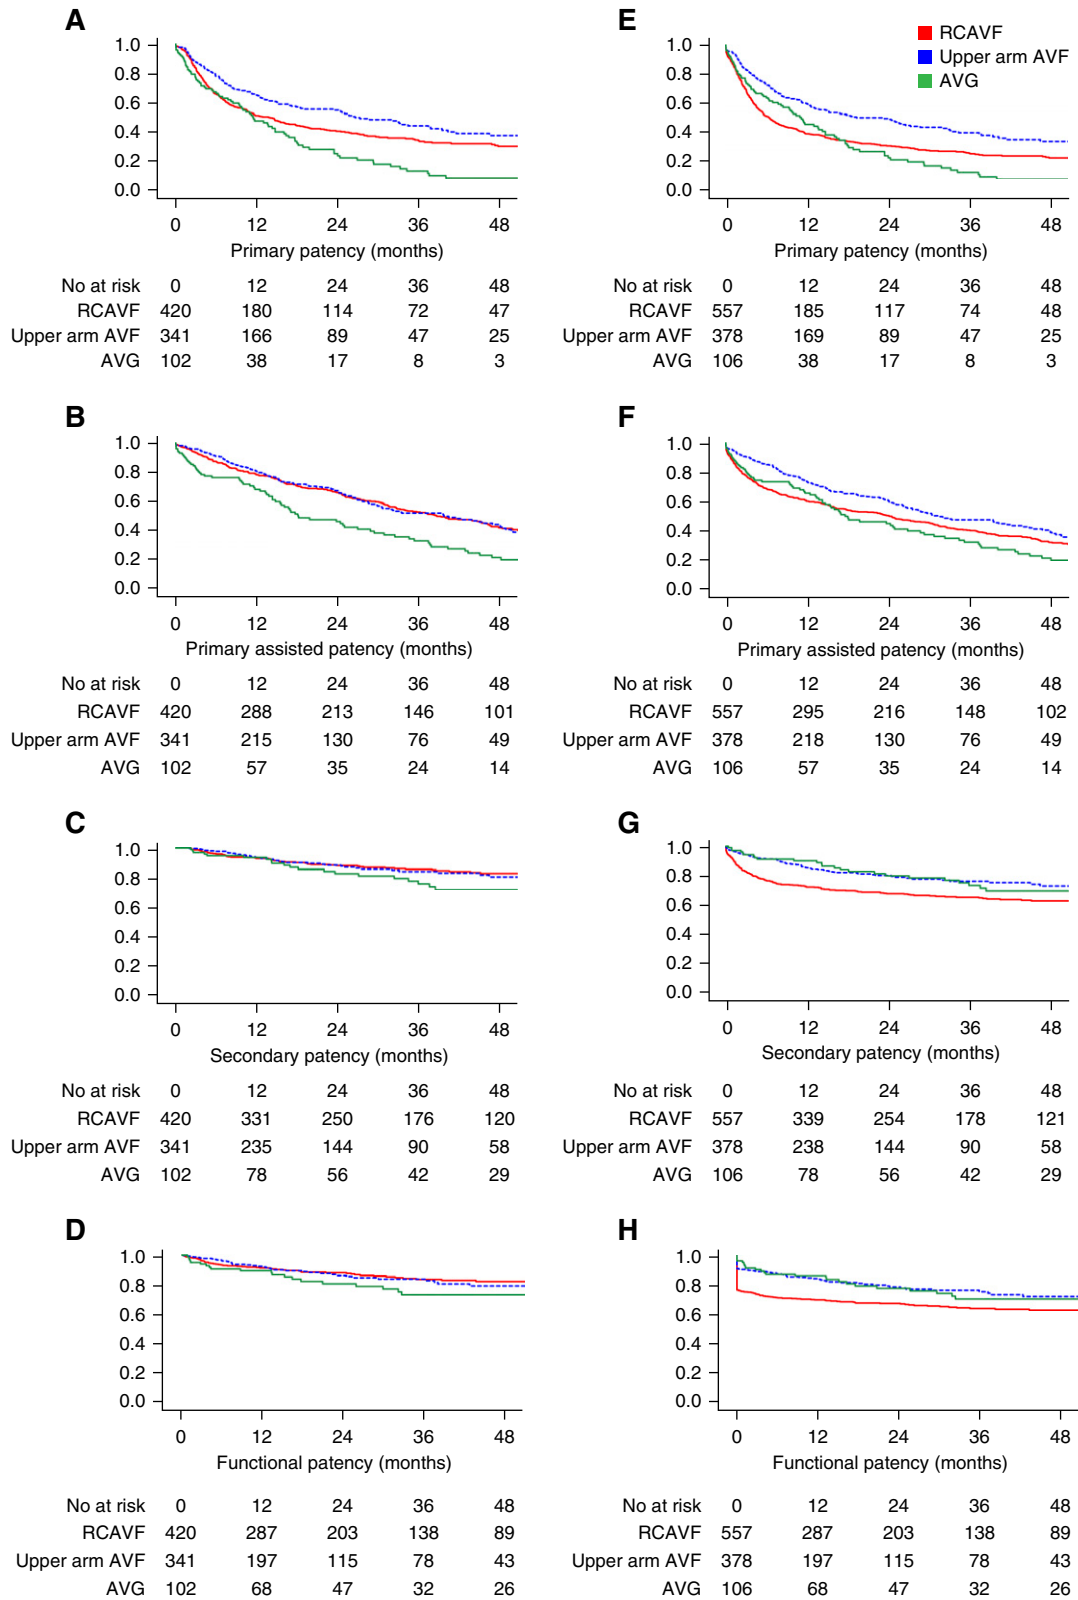 A
1.0
0.8
0.6
0.4
0.2
0.0
0 12 24 36 48
Primary patency (months)
No at risk 0 12 24 36 48
RCAVF 420 180 114 72 47
Upper arm AVF 341 166 89 47 25
AVG 102 38 17 8 3
E
RCAVF
Upper arm AVF
AVG
1.0
0.8
0.6
0.4
0.2
0.0
0 12 24 36 48
Primary patency (months)
No at risk 0 12 24 36 48
RCAVF 557 185 117 74 48
Upper arm AVF 378 169 89 47 25
AVG 106 38 17 8 3
B
1.0
0.8
0.6
0.4
0.2
0.0
0 12 24 36 48
Primary assisted patency (months)
No at risk 0 12 24 36 48
RCAVF 420 288 213 146 101
Upper arm AVF 341 215 130 76 49
AVG 102 57 35 24 14
F
1.0
0.8
0.6
0.4
0.2
0.0
0 12 24 36 48
Primary assisted patency (months)
No at risk 0 12 24 36 48
RCAVF 557 295 216 148 102
Upper arm AVF 378 218 130 76 49
AVG 106 57 35 24 14
C
1.0
0.8
0.6
0.4
0.2
0.0
0 12 24 36 48
Secondary patency (months)
No at risk 0 12 24 36 48
RCAVF 420 331 250 176 120
Upper arm AVF 341 235 144 90 58
AVG 102 78 56 42 29
G
1.0
0.8
0.6
0.4
0.2
0.0
0 12 24 36 48
Secondary patency (months)
No at risk 0 12 24 36 48
RCAVF 557 339 254 178 121
Upper arm AVF 378 238 144 90 58
AVG 106 78 56 42 29
D
1.0
0.8
0.6
0.4
0.2
0.0
0 12 24 36 48
Functional patency (months)
No at risk 0 12 24 36 48
RCAVF 420 287 203 138 89
Upper arm AVF 341 197 115 78 43
AVG 102 68 47 32 26
H
1.0
0.8
0.6
0.4
0.2
0.0
0 12 24 36 48
Functional patency (months)
No at risk 0 12 24 36 48
RCAVF 557 287 203 138 89
Upper arm AVF 378 197 115 78 43
AVG 106 68 47 32 26